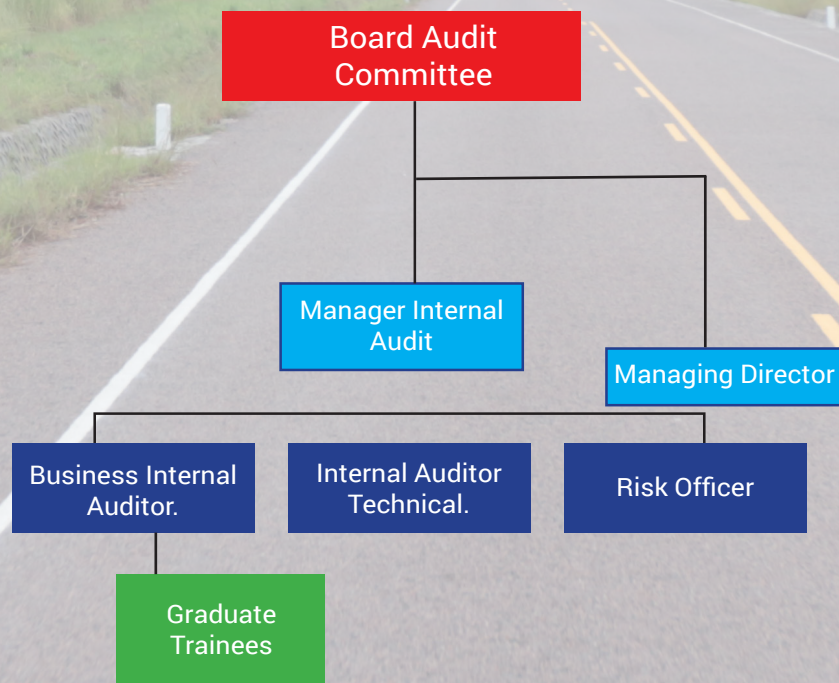 Board Audit
Committee
Manager Internal
Audit
Managing Director
Business Internal
Auditor.
Internal Auditor
Technical.
Risk Officer
Graduate
Trainees